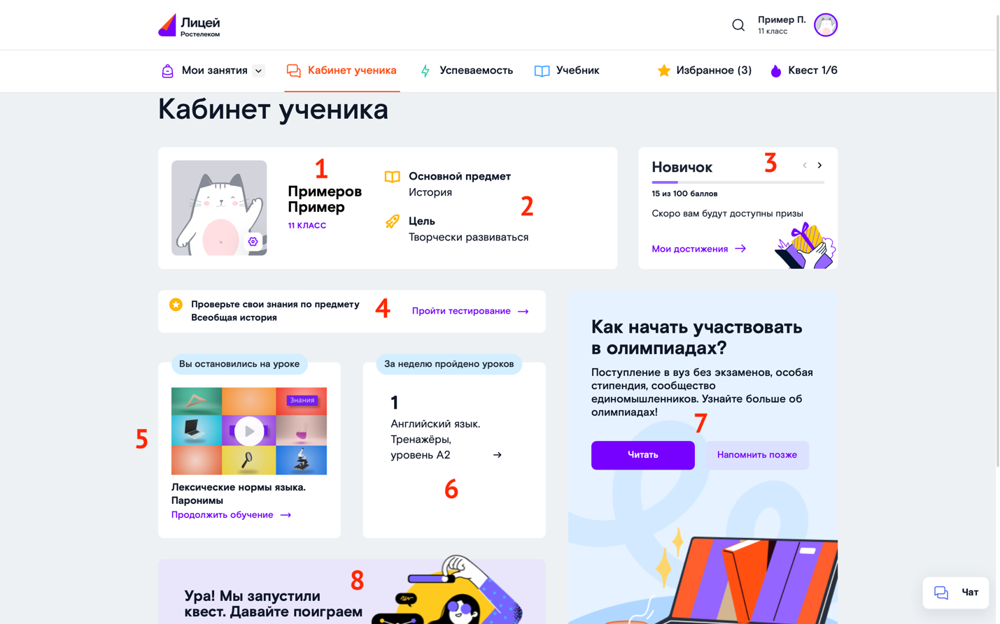 Лицей
Ростелеком
Пример П.
11 класс
Мои занятия
Кабинет ученика
Успеваемость
Учебник
Избранное (3)
Квест 1/6
Кабинет ученика
1
Примеров
Пример
11 КЛАСС
Основной предмет
История
2
Цель
Творчески развиваться
Новичок
3
15 из 100 баллов
Скоро вам будут доступны призы
Мои достижения
Проверьте свои знания по предмету
Всеобщая история
4
Пройти тестирование
Вы остановились на уроке
Знания
5
Лексические нормы языка.
Паронимы
Продолжить обучение
За неделю пройдено уроков
1
Английский язык.
Тренажёры,
уровень А2
6
Как начать участвовать
в олимпиадах?
Поступление в вуз без экзаменов, особая
стипендия, сообщество
единомышленников. Узнайте больше об
олимпиадах!
7
Читать
Напомнить позже
8
Ура! Мы запустили
квест. Давайте поиграем
Чат